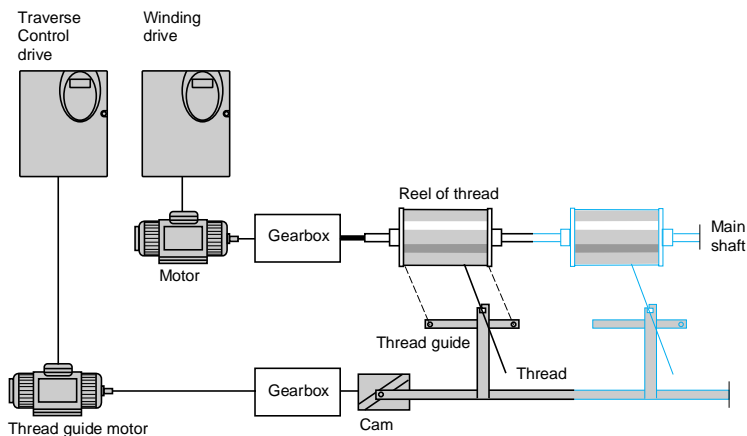 Traverse
Control
drive
Winding
drive
Reel of thread
Gearbox
Main
shaft
Motor
Thread guide
Thread
Gearbox
Cam
Thread guide motor